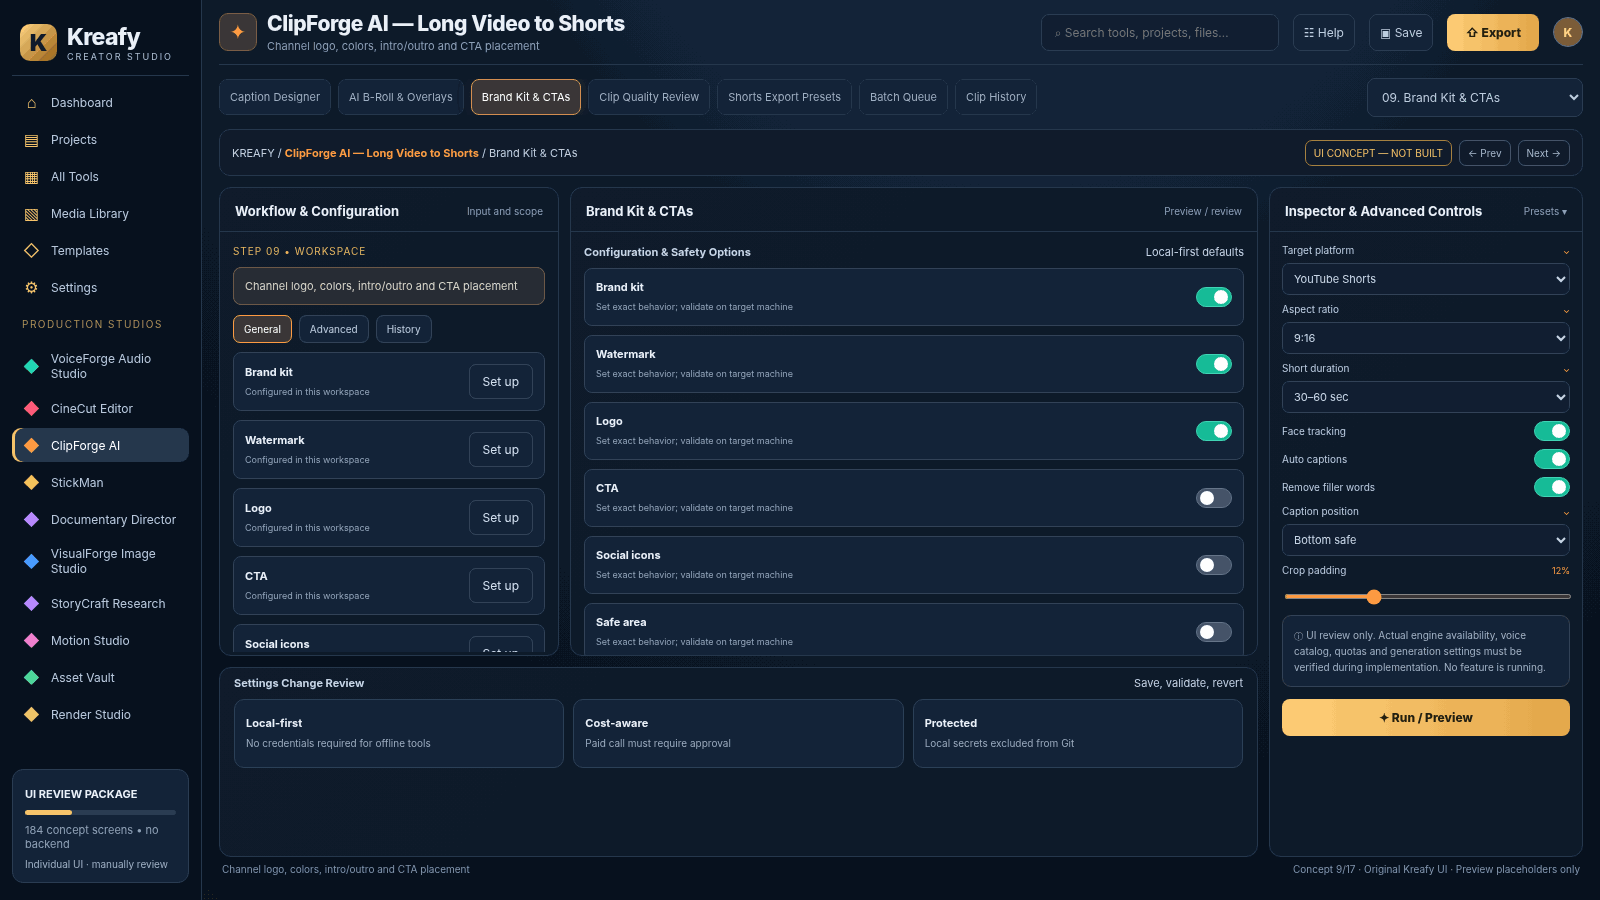 K
Kreafy
CREATOR STUDIO
Dashboard
Projects
All Tools
Media Library
Templates
Settings
PRODUCTION STUDIOS
VoiceForge Audio
Studio
CineCut Editor
ClipForge AI
StickMan
Documentary Director
VisualForge Image
Studio
StoryCraft Research
Motion Studio
Asset Vault
Render Studio
UI REVIEW PACKAGE
184 concept screens • no
backend
Individual UI · manually review
ClipForge AI — Long Video to Shorts
Channel logo, colors, intro/outro and CTA placement
Search tools, projects, files...
Help
Save
Export
K
Caption Designer
AI B-Roll & Overlays
Brand Kit & CTAs
Clip Quality Review
Shorts Export Presets
Batch Queue
Clip History
09. Brand Kit & CTAs
KREAFY / ClipForge AI — Long Video to Shorts / Brand Kit & CTAs
UI CONCEPT — NOT BUILT
← Prev
Next →
Workflow & Configuration
Input and scope
STEP 09 • WORKSPACE
Channel logo, colors, intro/outro and CTA placement
General
Advanced
History
Brand kit
Configured in this workspace
Set up
Watermark
Configured in this workspace
Set up
Logo
Configured in this workspace
Set up
CTA
Configured in this workspace
Set up
Social icons
Set up
Brand Kit & CTAs
Preview / review
Configuration & Safety Options
Local-first defaults
Brand kit
Set exact behavior; validate on target machine
Watermark
Set exact behavior; validate on target machine
Logo
Set exact behavior; validate on target machine
CTA
Set exact behavior; validate on target machine
Social icons
Set exact behavior; validate on target machine
Safe area
Set exact behavior; validate on target machine
Settings Change Review
Save, validate, revert
Local-first
No credentials required for offline tools
Cost-aware
Paid call must require approval
Protected
Local secrets excluded from Git
Inspector & Advanced Controls
Presets ▾
Target platform
YouTube Shorts
Aspect ratio
9:16
Short duration
30–60 sec
Face tracking
Auto captions
Remove filler words
Caption position
Bottom safe
Crop padding
12%
ⓘ UI review only. Actual engine availability, voice
catalog, quotas and generation settings must be
verified during implementation. No feature is running.
✦ Run / Preview
Channel logo, colors, intro/outro and CTA placement
Concept 9/17 · Original Kreafy UI · Preview placeholders only